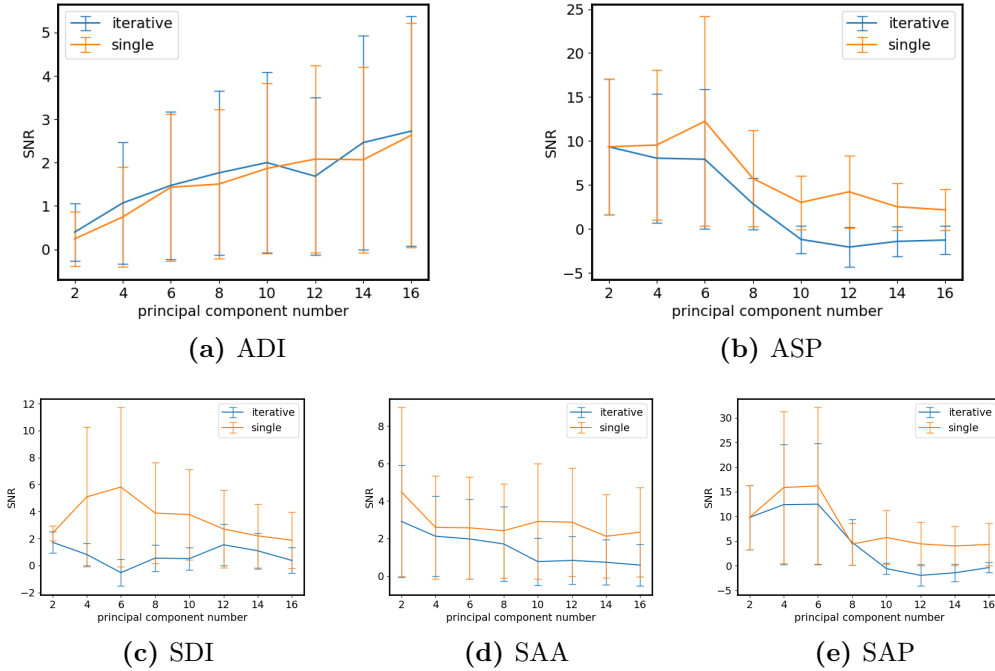 iterative
single
SNR
5
4
3
2
1
0
2 4 6 8 10 12 14 16
principal component number
(a) ADI
iterative
single
SNR
25
20
15
10
5
0
−5
2 4 6 8 10 12 14 16
principal component number
(b) ASP
iterative
single
SNR
12
10
8
6
4
2
0
−2
2 4 6 8 10 12 14 16
principal component number
(c) SDI
iterative
single
SNR
8
6
4
2
0
2 4 6 8 10 12 14 16
principal component number
(d) SAA
iterative
single
SNR
30
25
20
15
10
5
0
−5
2 4 6 8 10 12 14 16
principal component number
(e) SAP